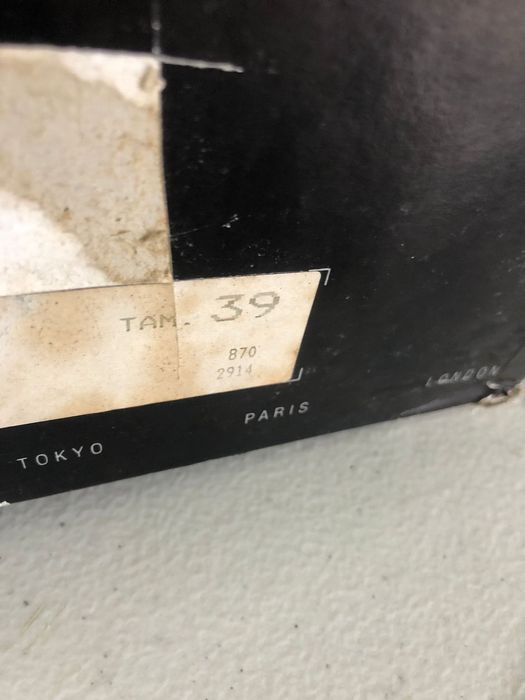 TAM. 39
870
2914
TOKYO PARIS LONDON